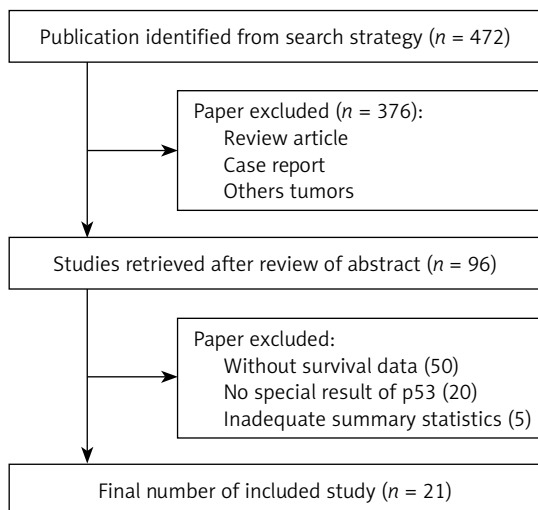 Publication identified from search strategy (n = 472)
Paper excluded (n = 376):
Review article
Case report
Others tumors
Studies retrieved after review of abstract (n = 96)
Paper excluded:
Without survival data (50)
No special result of p53 (20)
Inadequate summary statistics (5)
Final number of included study (n = 21)